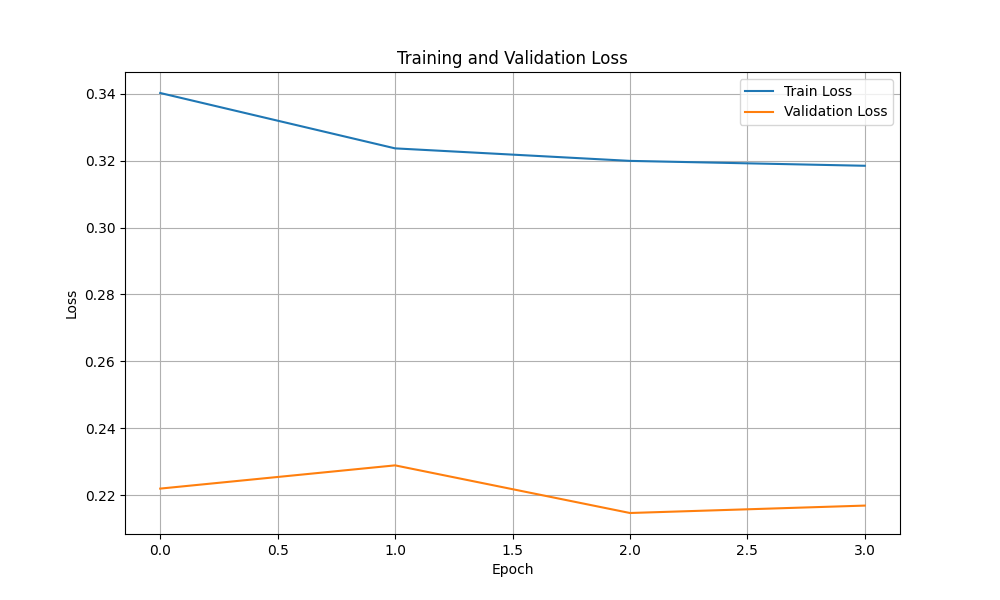 Training and Validation Loss
Train Loss
Validation Loss
0.34
0.32
0.30
0.28
0.26
0.24
0.22
Loss
0.0 0.5 1.0 1.5 2.0 2.5 3.0
Epoch